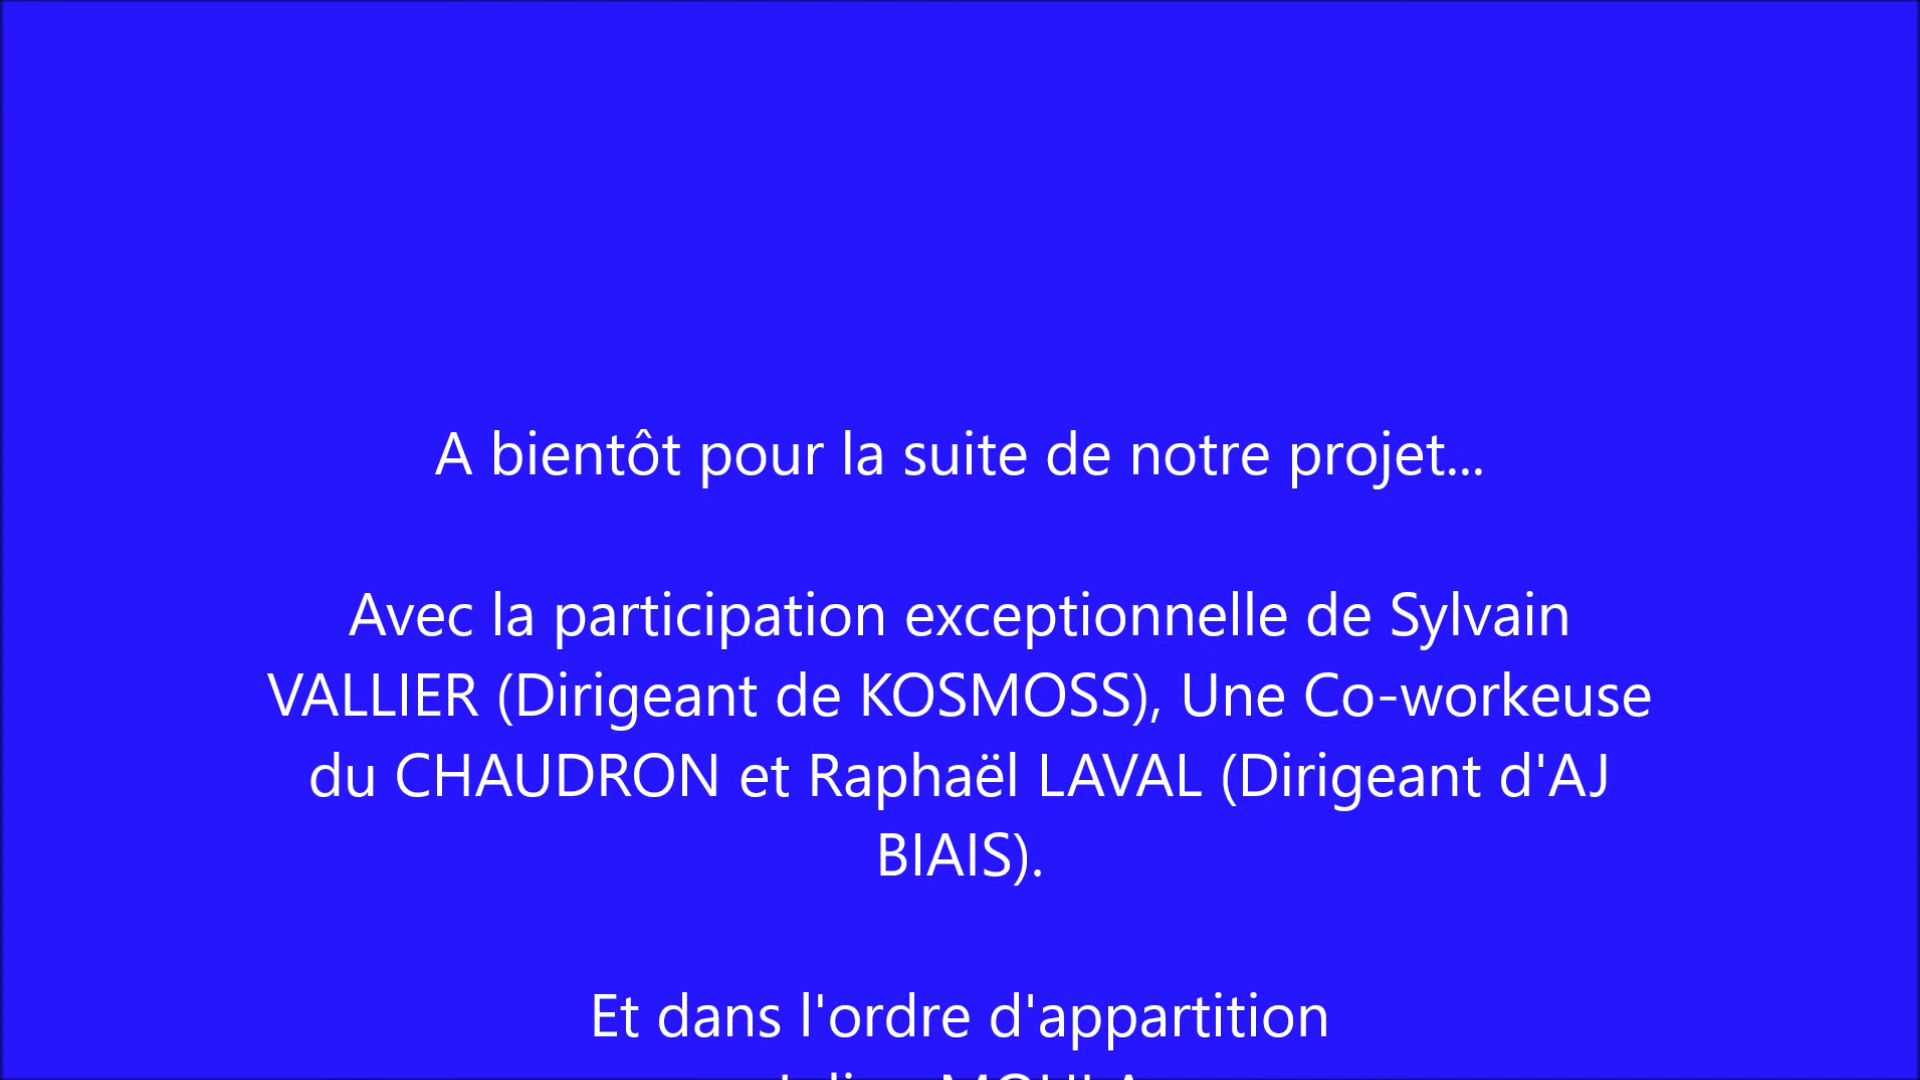 A bientôt pour la suite de notre projet...
Avec la participation exceptionnelle de Sylvain
VALLIER (Dirigeant de KOSMOSS), Une Co-workeuse
du CHAUDRON et Raphaël LAVAL (Dirigeant d'AJ
BIAIS).
Et dans l'ordre d'appartition